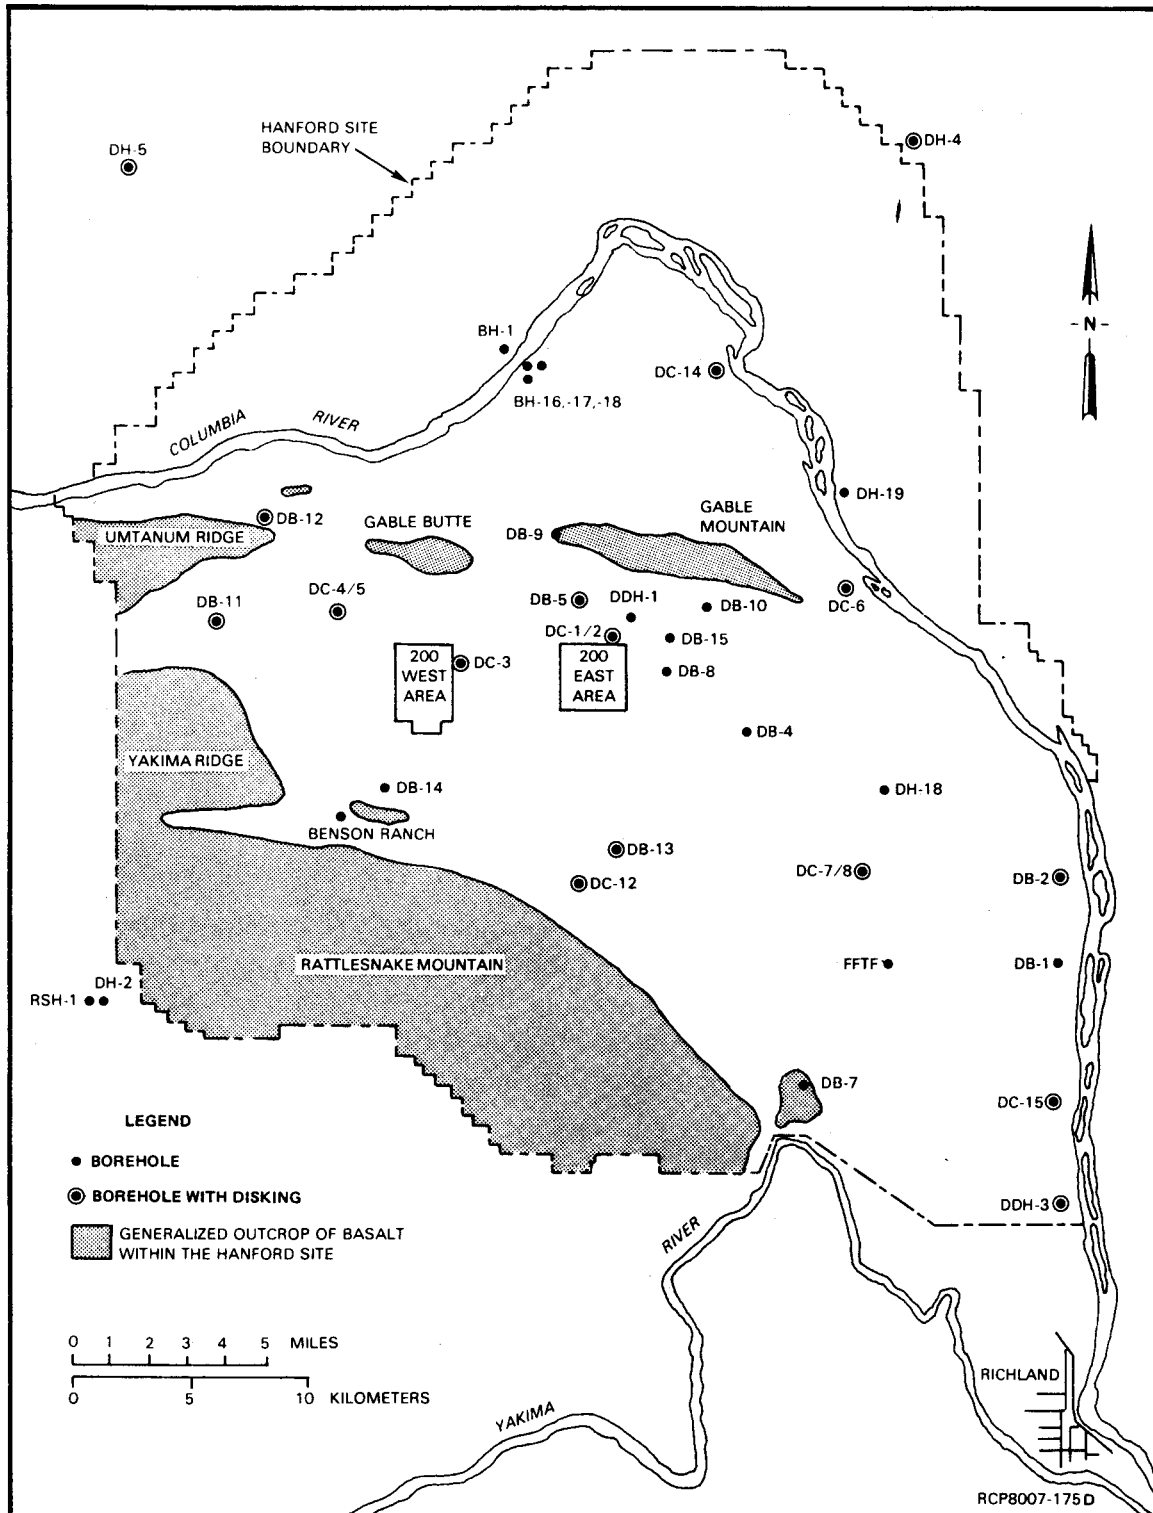 HANFORD SITE
BOUNDARY
DH-5
DH-4
N
BH-1
DC-14
BH-16,-17,-18
COLUMBIA RIVER
DH-19
DB-12
GABLE BUTTE
GABLE
MOUNTAIN
UMTANUM RIDGE
DB-9
DC-4/5
DB-11
DB-5
DDH-1
DB-10
DC-6
DC-1/2
DB-15
200
WEST
AREA
DC-3
200
EAST
AREA
DB-8
DB-4
YAKIMA RIDGE
DB-14
DH-18
BENSON RANCH
DB-13
DC-12
DC-7/8
DB-2
RATTLESNAKE MOUNTAIN
FFTF
DB-1
DH-2
RSH-1
DB-7
DC-15
LEGEND
BOREHOLE
BOREHOLE WITH DISKING
GENERALIZED OUTCROP OF BASALT
WITHIN THE HANFORD SITE
DDH-3
RIVER
0 1 2 3 4 5 MILES
0 5 10 KILOMETERS
YAKIMA
RICHLAND
RCP8007-175D